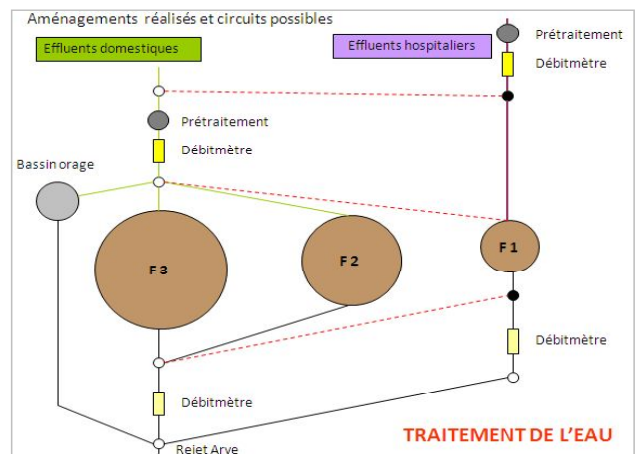 Aménagements réalisés et circuits possibles
Effluents domestiques
Effluents hospitaliers
Prétraitement
Débitmètre
Prétraitement
Débitmètre
Bassin orage
F 3
F 2
F 1
Débitmètre
Débitmètre
TRAITEMENT DE L'EAU
Rejet Arve